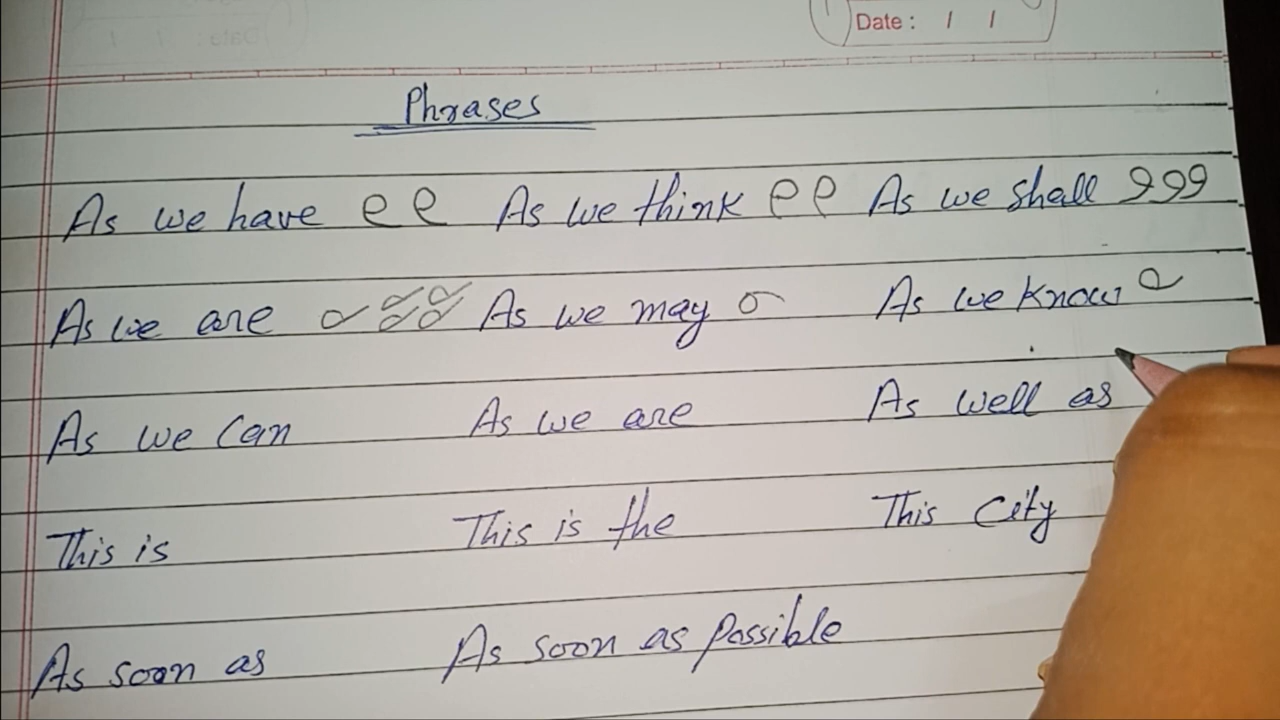 Date : / /
Phrases
As we have As we think As we shall
As we are As we may As we know
As we can As we are As well as
This is This is the This City
As soon as As soon as possible